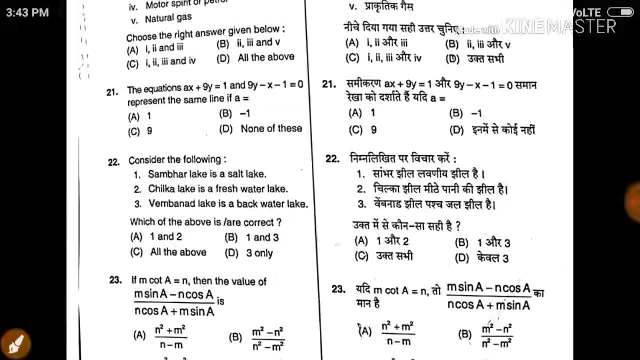 3:43 PM
VoLTE
Made With
KINEMASTER
iv. Motor spirit or petrol
v. Natural gas
Choose the right answer given below :
(A) i, ii and iii (B) ii, iii and v
(C) i, ii, iii and iv (D) All the above
21. The equations ax + 9y = 1 and 9y – x – 1 = 0
represent the same line if a =
(A) 1 (B) –1
(C) 9 (D) None of these
22. Consider the following :
1. Sambhar lake is a salt lake.
2. Chilka lake is a fresh water lake.
3. Vembanad lake is a back water lake.
Which of the above is /are correct ?
(A) 1 and 2 (B) 1 and 3
(C) All the above (D) 3 only
23. If m cot A = n, then the value of
m sin A – n cos A / n cos A + m sin A is
(A) n² + m² / n – m (B) m² – n² / n² – m²
v. प्राकृतिक गैस
नीचे दिया गया सही उत्तर चुनिए :
(A) i, ii और iii (B) ii, iii और v
(C) i, ii, iii और iv (D) उक्त सभी
21. समीकरण ax + 9y = 1 और 9y – x – 1 = 0 समान
रेखा को दर्शाते हैं यदि a =
(A) 1 (B) –1
(C) 9 (D) इनमें से कोई नहीं
22. निम्नलिखित पर विचार करें :
1. सांभर झील लवणीय झील है ।
2. चिल्का झील मीठे पानी की झील है।
3. वेंबनाड झील पश्च जल झील है।
उक्त में से कौन-सा सही है ?
(A) 1 और 2 (B) 1 और 3
(C) उक्त सभी (D) केवल 3
23. यदि m cot A = n, तो m sin A – n cos A / n cos A + m sin A का
मान है
(A) n² + m² / n – m (B) m² – n² / n² – m²